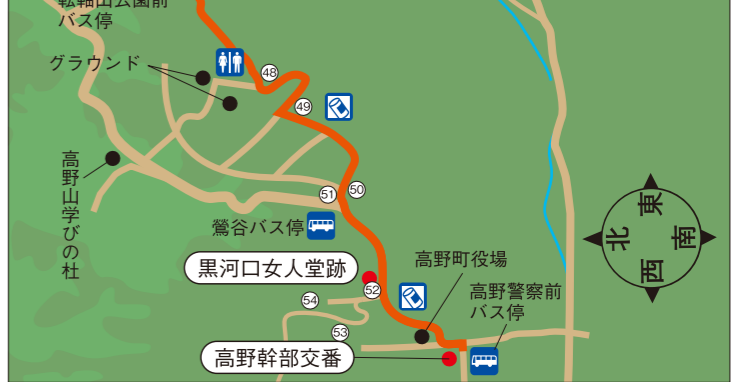 転軸山公園前
バス停
グラウンド
48
49
高野山学びの杜
51
50
鶯谷バス停
黒河口女人堂跡
52
54
53
高野町役場
高野警察前
バス停
高野幹部交番
東
北
南
西